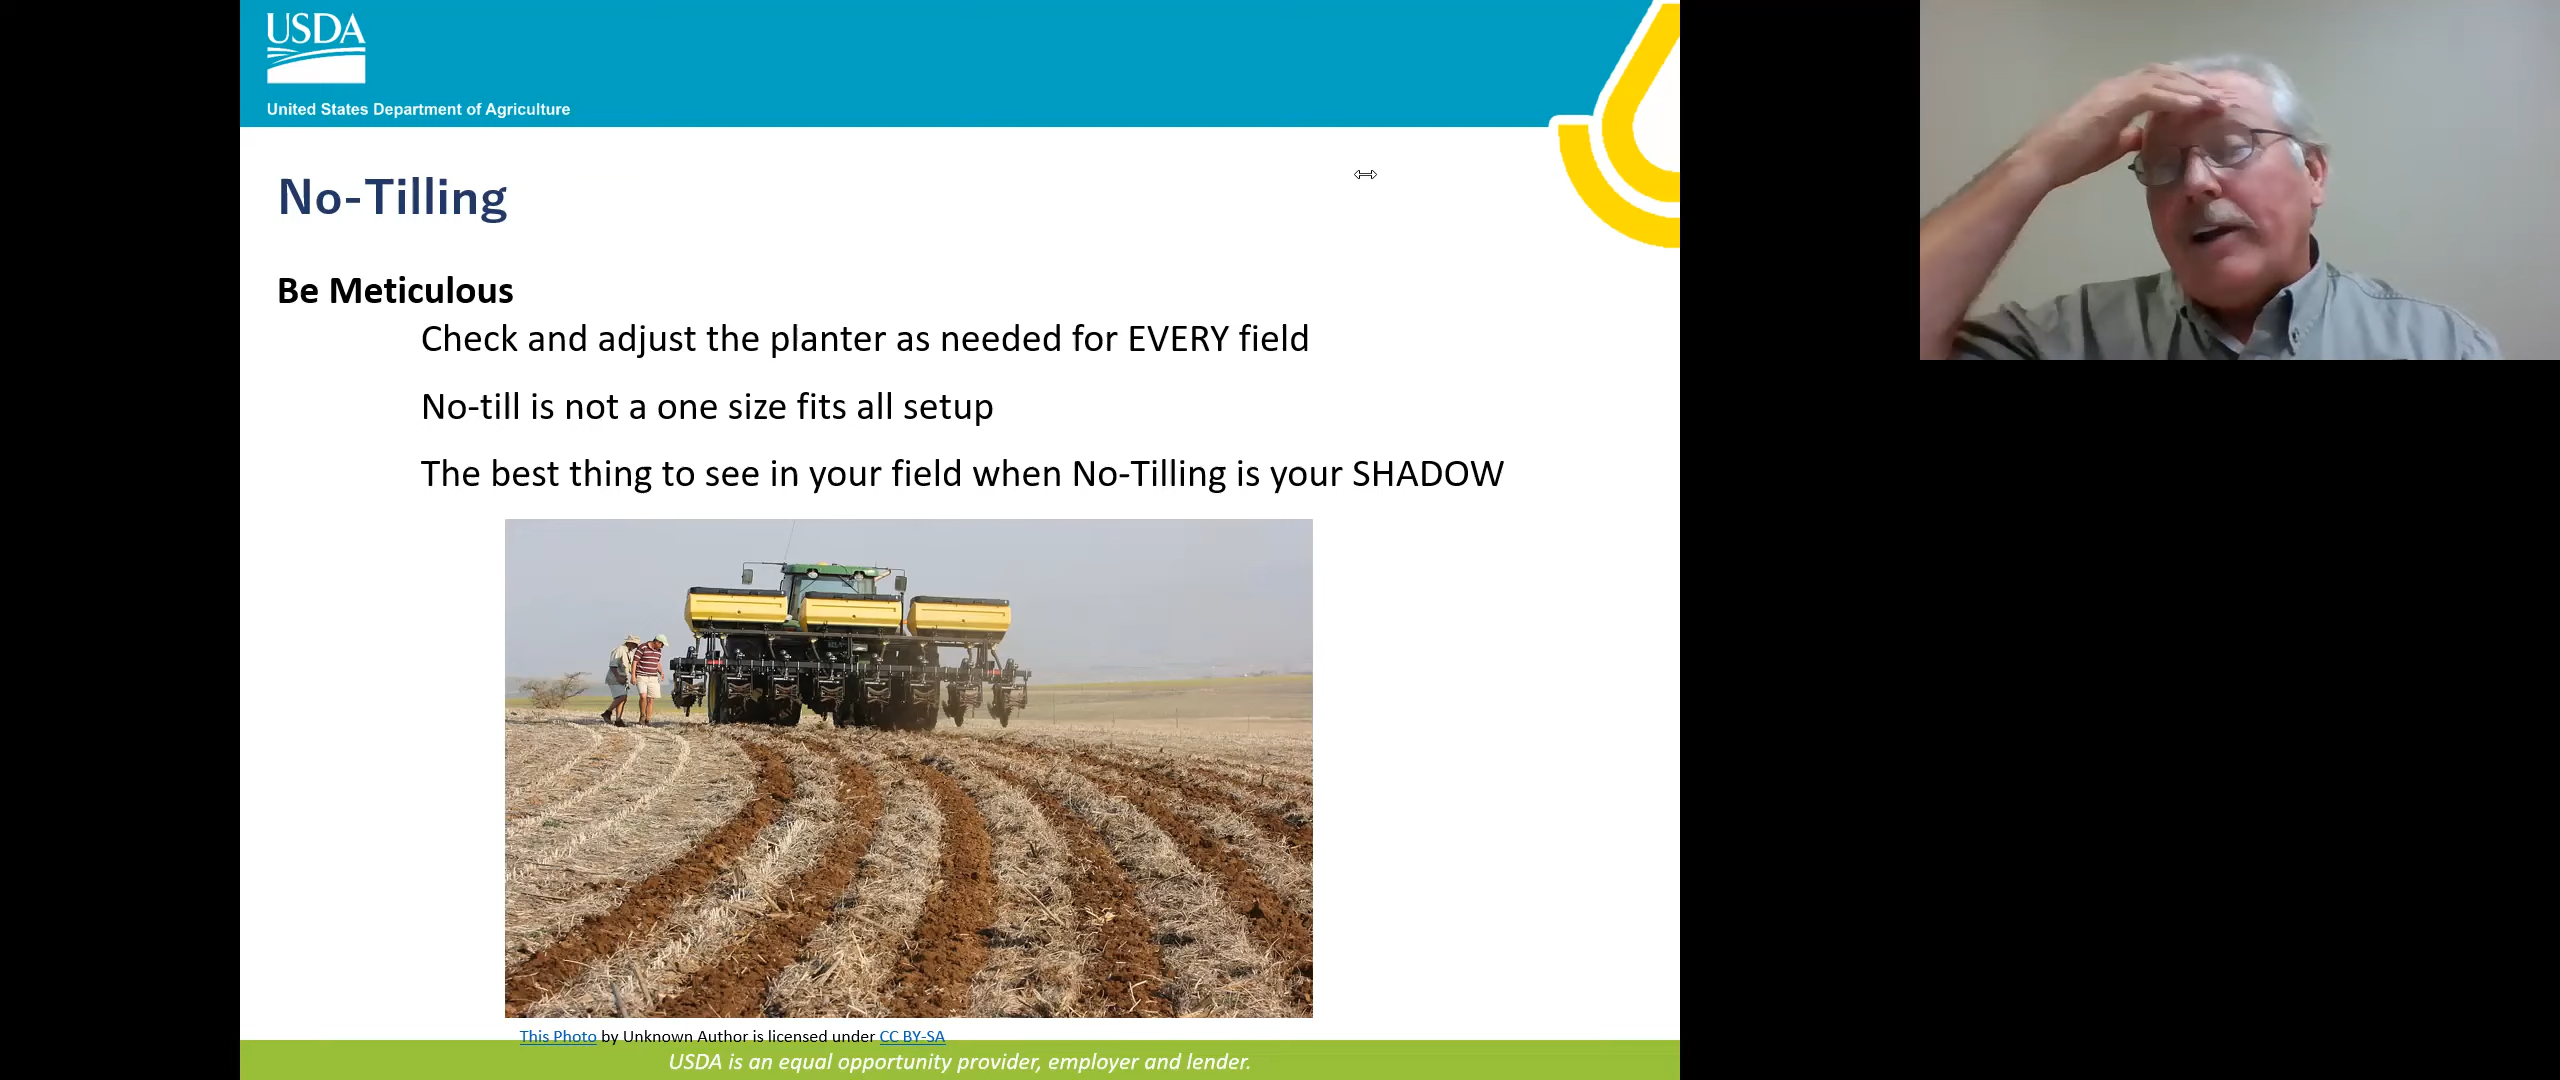 USDA
United States Department of Agriculture
No-Tilling
Be Meticulous
Check and adjust the planter as needed for EVERY field
No-till is not a one size fits all setup
The best thing to see in your field when No-Tilling is your SHADOW
This Photo by Unknown Author is licensed under CC BY-SA
USDA is an equal opportunity provider, employer and lender.